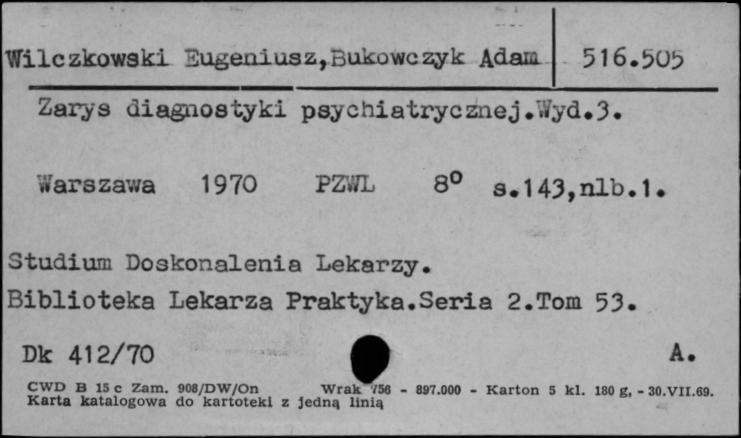 Wilczkowski Eugeniusz,Bukowczyk Adam 516.505
Zarys diagnostyki psychiatrycznej.Wyd.3.
Warszawa 1970 PZWL 8° s.143,nlb.1.
Studium Doskonalenia Lekarzy.
Biblioteka Lekarza Praktyka.Seria 2.Tom 53.
Dk 412/70 A.
CWD B 15 c Zam. 908/DW/On Wrak 756 - 897.000 - Karton 5 kl. 180 g, - 30.VII.69.
Karta katalogowa do kartoteki z jedną linią